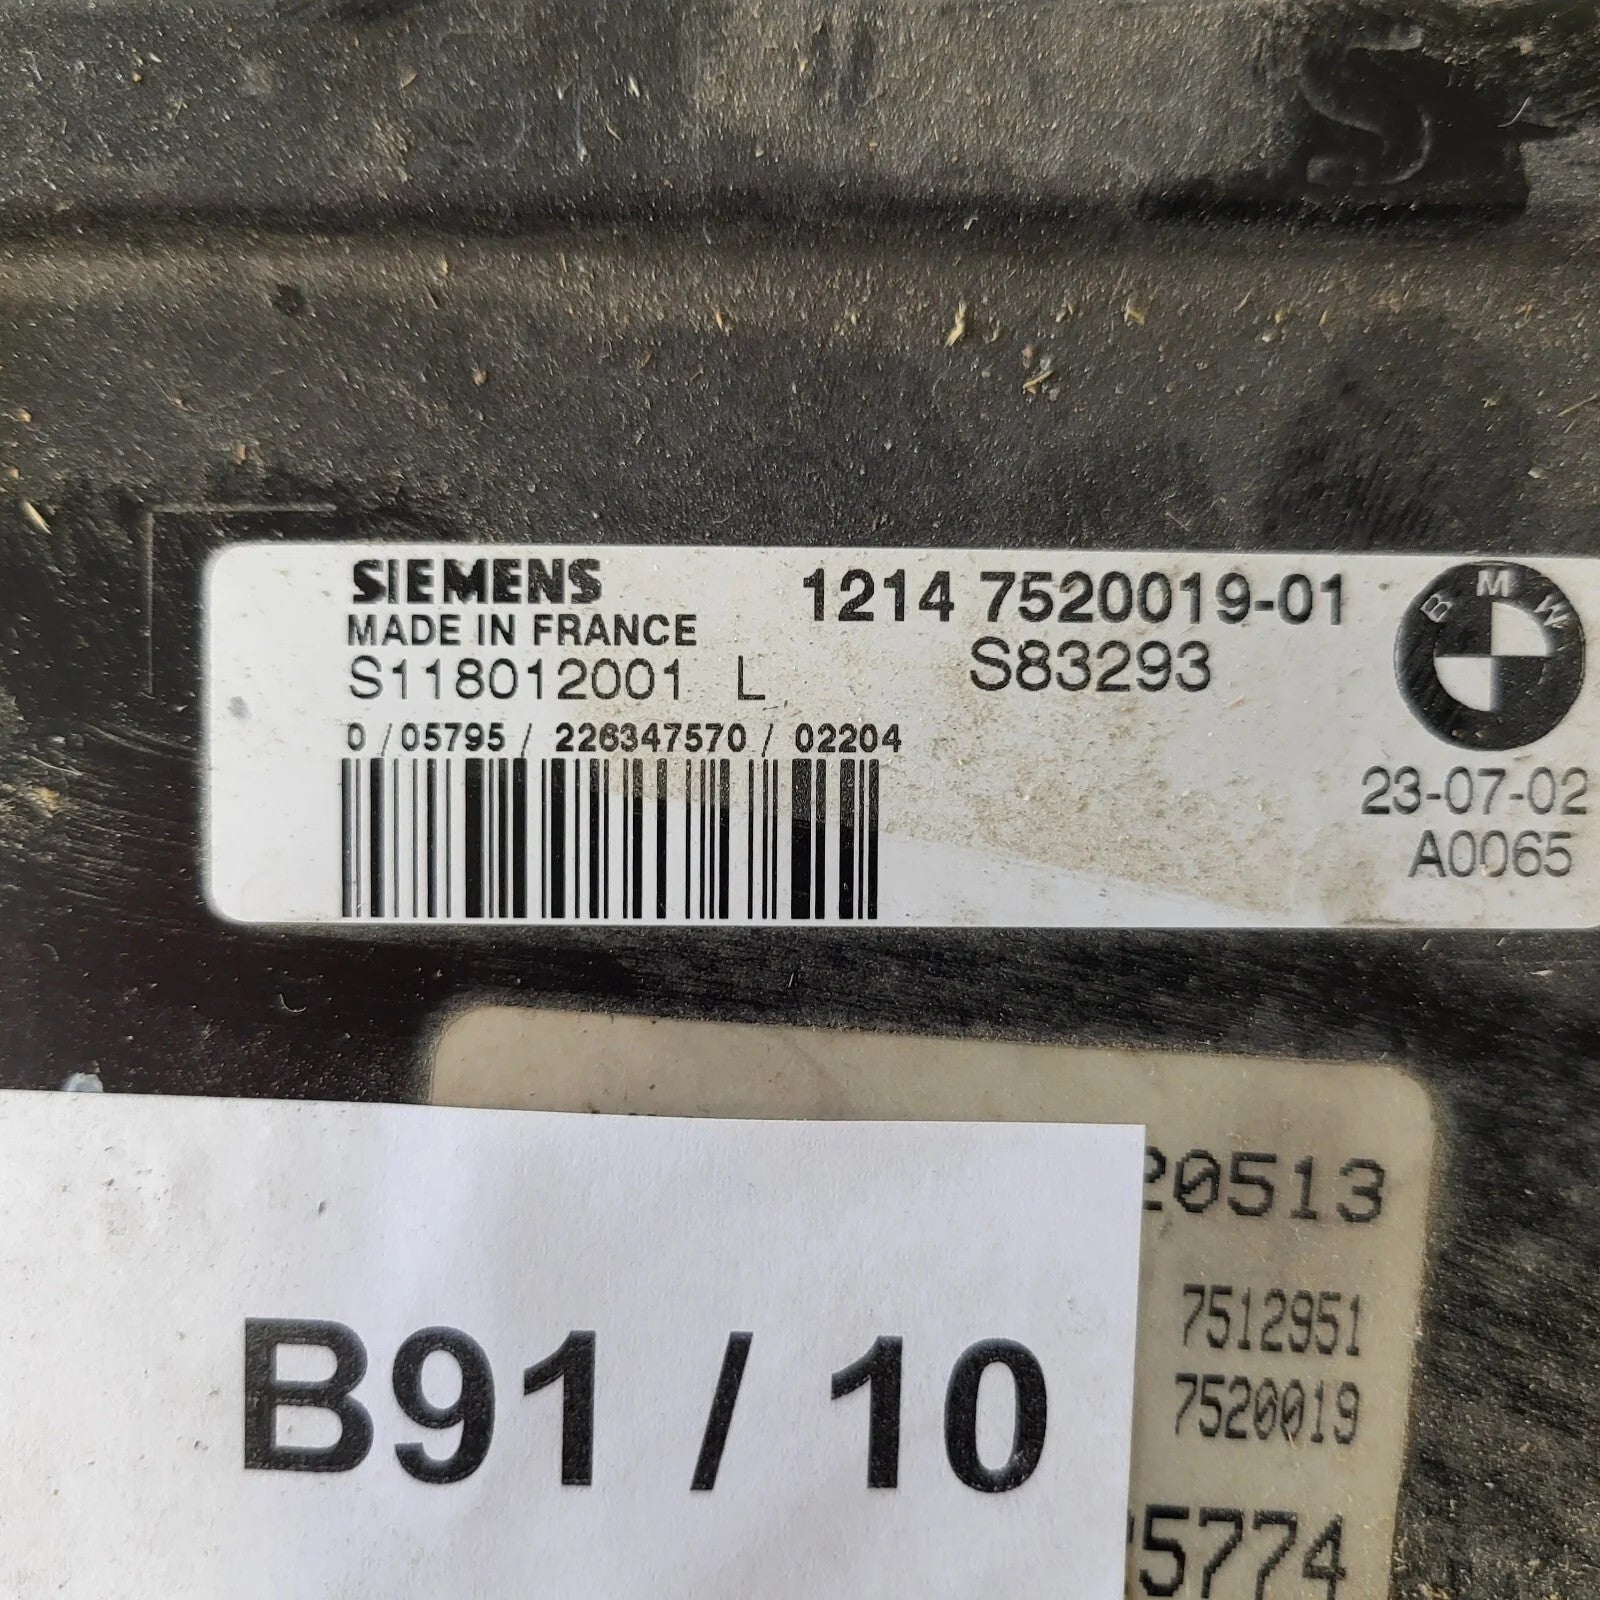 SIEMENS
MADE IN FRANCE
S118012001 L
0 / 05795 / 226347570 / 02204
1214 7520019-01
S83293
BMW
23-07-02
A0065
20513
7512951
7520019
5774
B91 / 10